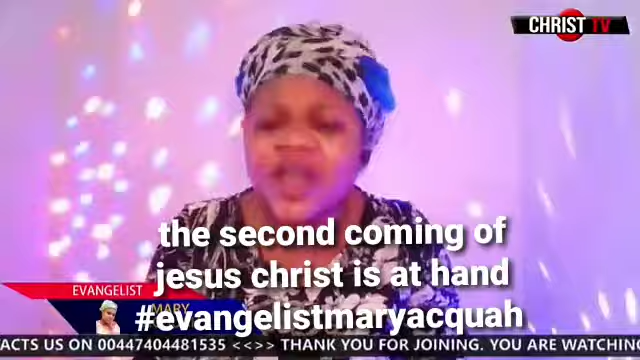 CHRIST TV
the second coming of
jesus christ is at hand
EVANGELIST
MARY
#evangelistmaryacquah
ACTS US ON 00447404481535 <<>> THANK YOU FOR JOINING. YOU ARE WATCHIN